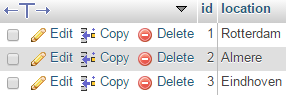 id location
Edit Copy Delete 1 Rotterdam
Edit Copy Delete 2 Almere
Edit Copy Delete 3 Eindhoven